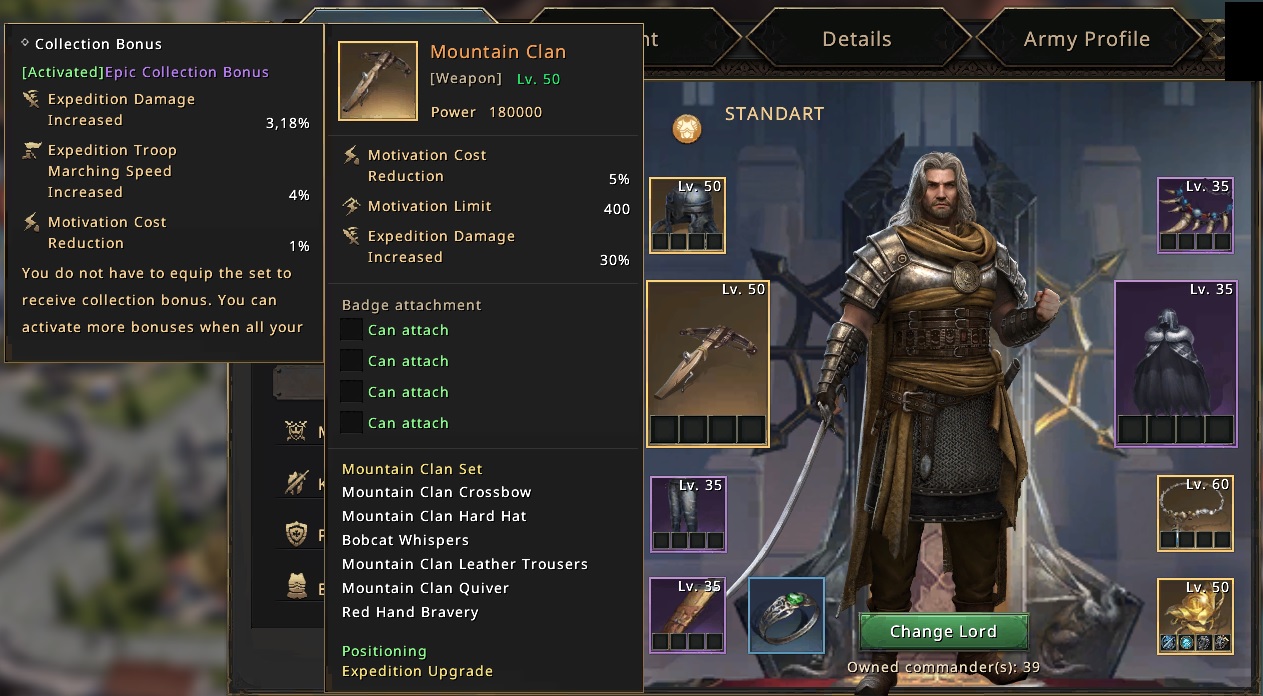 Collection Bonus
[Activated]Epic Collection Bonus
Expedition Damage
Increased
3,18%
Expedition Troop
Marching Speed
Increased
4%
Motivation Cost
Reduction
1%
You do not have to equip the set to
receive collection bonus. You can
activate more bonuses when all your
Mountain Clan
[Weapon] Lv. 50
Power 180000
Motivation Cost
Reduction
5%
Motivation Limit
400
Expedition Damage
Increased
30%
Badge attachment
Can attach
Can attach
Can attach
Can attach
Mountain Clan Set
Mountain Clan Crossbow
Mountain Clan Hard Hat
Bobcat Whispers
Mountain Clan Leather Trousers
Mountain Clan Quiver
Red Hand Bravery
Positioning
Expedition Upgrade
nt
Details
Army Profile
STANDART
Lv. 50
Lv. 35
Lv. 50
Lv. 35
Lv. 35
Lv. 60
Lv. 35
Lv. 50
Change Lord
Owned commander(s): 39